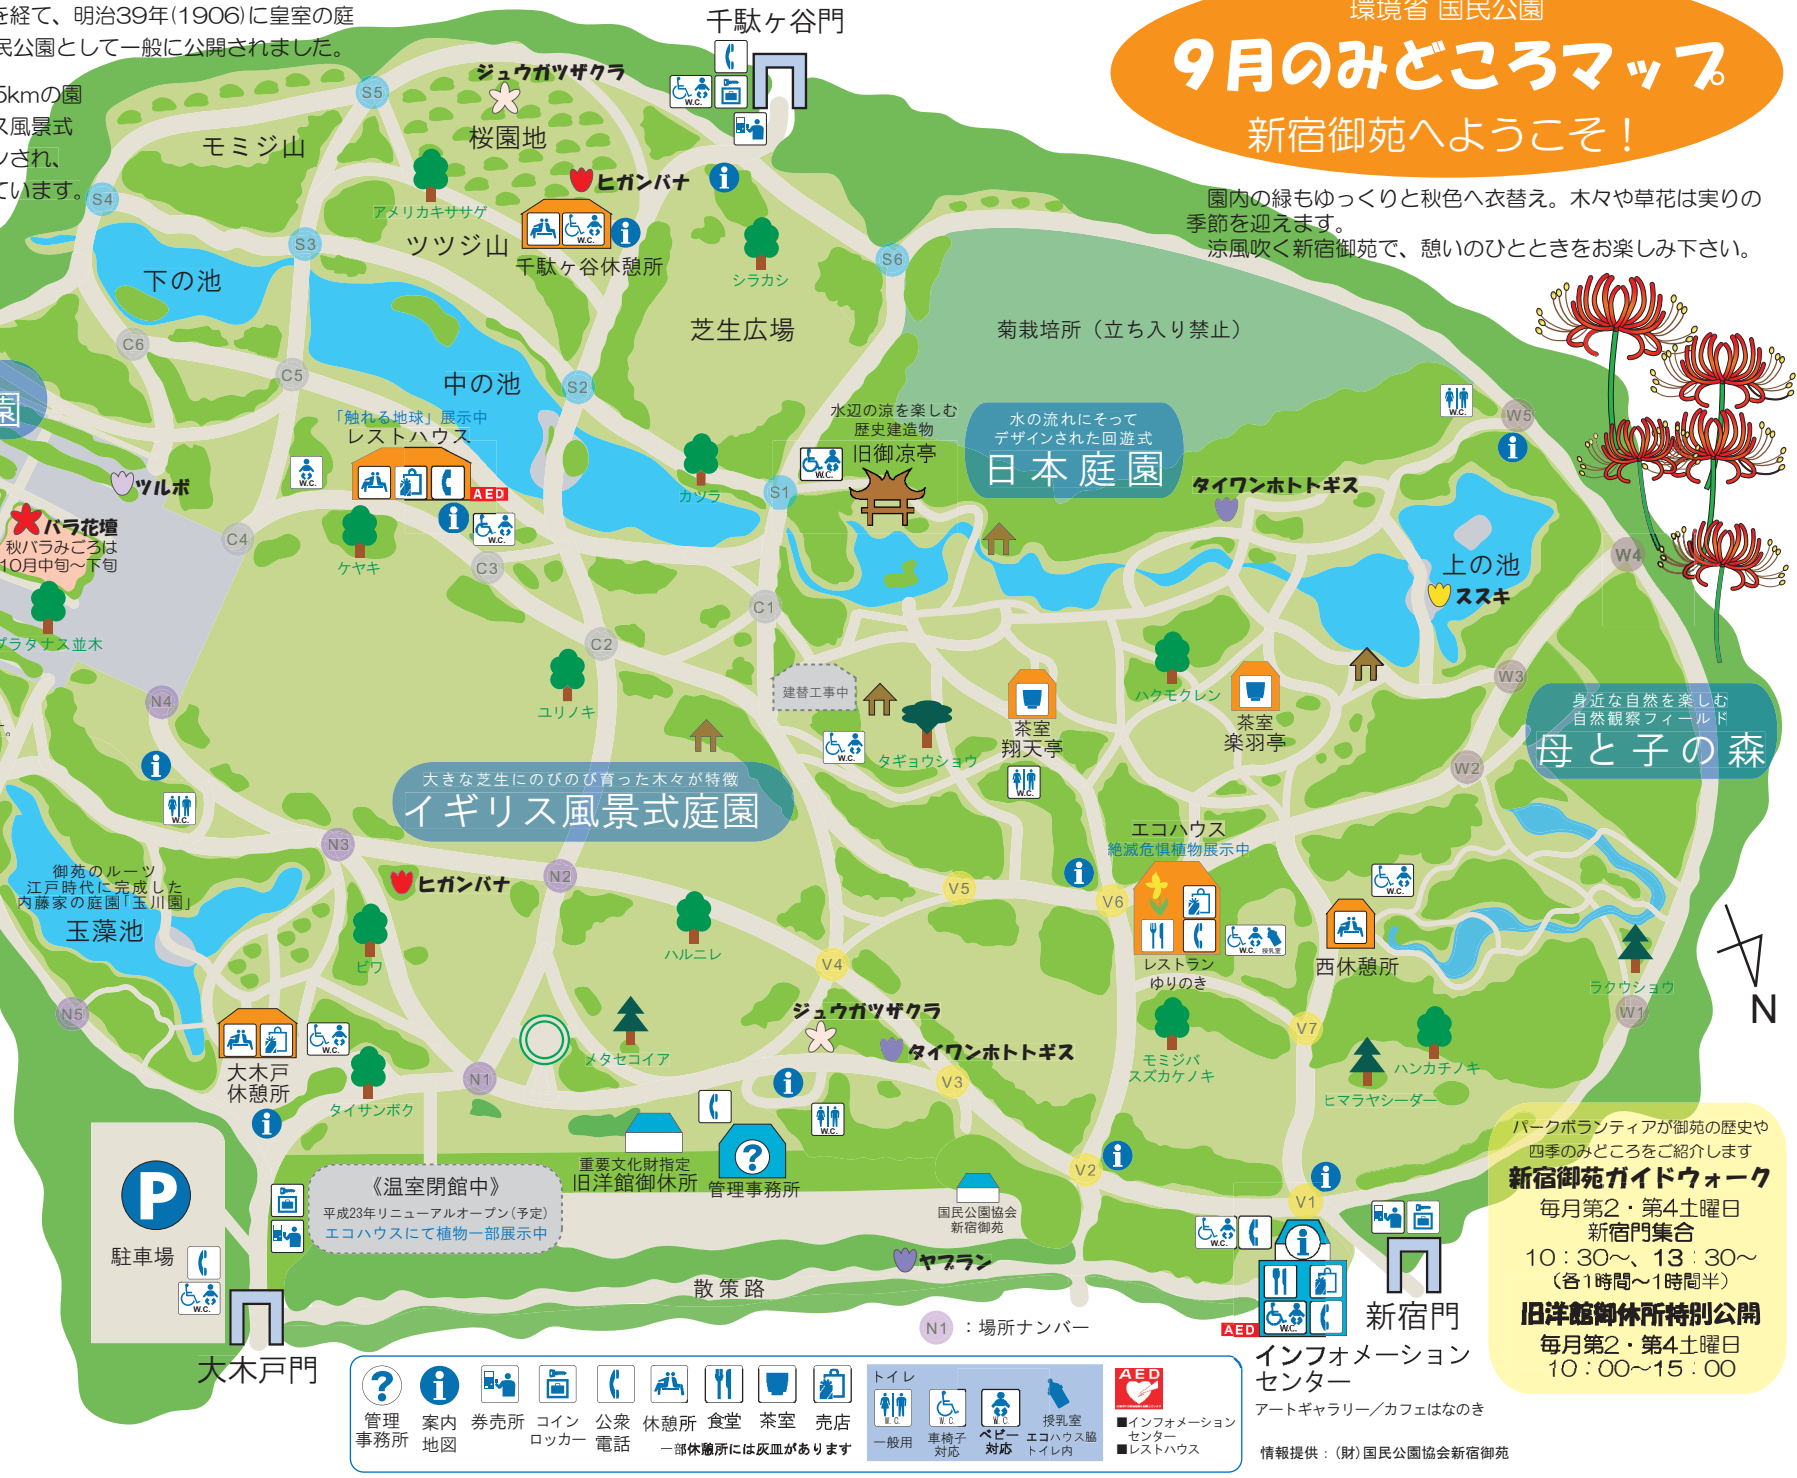 を経て、明治39年(1906)に皇室の庭
民公園として一般に公開されました。
5kmの園
ス風景式
ンされ、
ています。
環境省 国民公園
9月のみどころマップ
新宿御苑へようこそ！
園内の緑もゆっくりと秋色へ衣替え。木々や草花は実りの
季節を迎えます。
涼風吹く新宿御苑で、憩いのひとときをお楽しみ下さい。
千駄ヶ谷門
W.C.
ジュウガツザクラ
S5
モミジ山
桜園地
ヒガンバナ
S4
アメリカキササゲ
S3
ツツジ山
W.C.
千駄ヶ谷休憩所
シラカシ
S6
下の池
C6
C5
中の池
S2
芝生広場
菊栽培所（立ち入り禁止）
園
「触れる地球」展示中
レストハウス
W.C.
AED
W.C.
ツルボ
バラ花壇
秋バラみごろは
10月中旬～下旬
プラタナス並木
C4
ケヤキ
C3
カツラ
S1
水辺の涼を楽しむ
歴史建造物
旧御凉亭
W.C.
水の流れにそって
デザインされた回遊式
日本庭園
タイワンホトトギス
W.C.
W5
W4
上の池
ススキ
C1
C2
ユリノキ
建替工事中
W.C.
タギョウショウ
茶室
翔天亭
W.C.
ハクモクレン
茶室
楽羽亭
W3
W2
身近な自然を楽しむ
自然観察フィールド
母と子の森
N4
。
W.C.
大きな芝生にのびのび育った木々が特徴
イギリス風景式庭園
N3
N2
ヒガンバナ
御苑のルーツ
江戸時代に完成した
内藤家の庭園「玉川園」
玉藻池
ビワ
ハルニレ
V5
V6
V4
エコハウス
絶滅危惧植物展示中
レストラン
ゆりのき
W.C.
授乳室
W.C.
西休憩所
ラクウショウ
W1
N
N5
大木戸
休憩所
W.C.
タイサンボク
N1
メタセコイア
ジュウガツザクラ
タイワンホトトギス
V3
モミジバ
スズカケノキ
V7
ハンカチノキ
ヒマラヤシーダー
W.C.
重要文化財指定
旧洋館御休所
?
管理事務所
V2
V1
国民公園協会
新宿御苑
《温室閉館中》
平成23年リニューアルオープン(予定)
エコハウスにて植物一部展示中
P
駐車場
W.C.
大木戸門
ヤブラン
散策路
N1
：場所ナンバー
W.C.
W.C.
AED
新宿門
インフォメーション
センター
アートギャラリー／カフェはなのき
パークボランティアが御苑の歴史や
四季のみどころをご紹介します
新宿御苑ガイドウォーク
毎月第2・第4土曜日
新宿門集合
10：30～、13：30～
（各1時間～1時間半）
旧洋館御休所特別公開
毎月第2・第4土曜日
10：00～15：00
?
管理
事務所
案内
地図
券売所
コイン
ロッカー
公衆
電話
休憩所
食堂
茶室
売店
一部休憩所には灰皿があります
トイレ
W.C.
一般用
W.C.
車椅子
対応
W.C.
ベビー
対応
授乳室
エコハウス脇
トイレ内
AED
■インフォメーション
センター
■レストハウス
情報提供：(財)国民公園協会新宿御苑